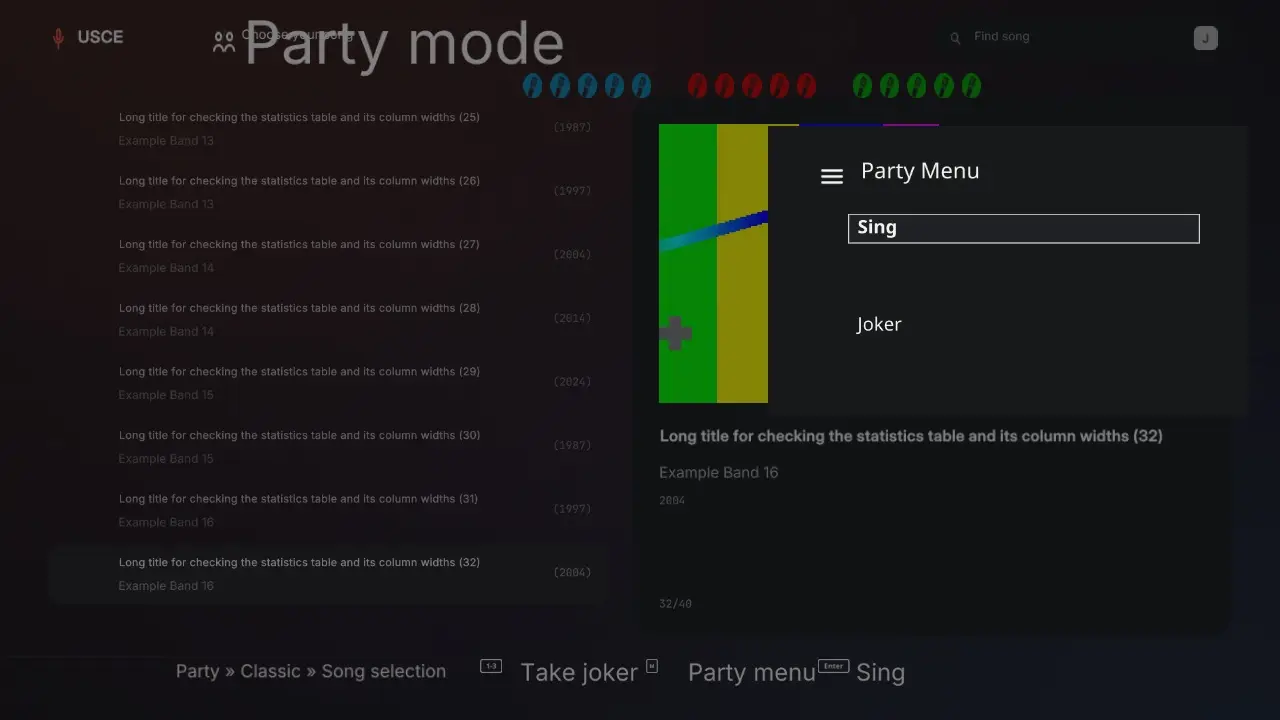 USCE
Choose your song
Party mode
Find song
J
Long title for checking the statistics table and its column widths (25)
Example Band 13
(1987)
Long title for checking the statistics table and its column widths (26)
Example Band 13
(1997)
Long title for checking the statistics table and its column widths (27)
Example Band 14
(2004)
Long title for checking the statistics table and its column widths (28)
Example Band 14
(2014)
Long title for checking the statistics table and its column widths (29)
Example Band 15
(2024)
Long title for checking the statistics table and its column widths (30)
Example Band 15
(1987)
Long title for checking the statistics table and its column widths (31)
Example Band 16
(1997)
Long title for checking the statistics table and its column widths (32)
Example Band 16
(2004)
Party Menu
Sing
Joker
Long title for checking the statistics table and its column widths (32)
Example Band 16
2004
32/40
Party » Classic » Song selection
1-3 Take joker M Party menu Enter Sing